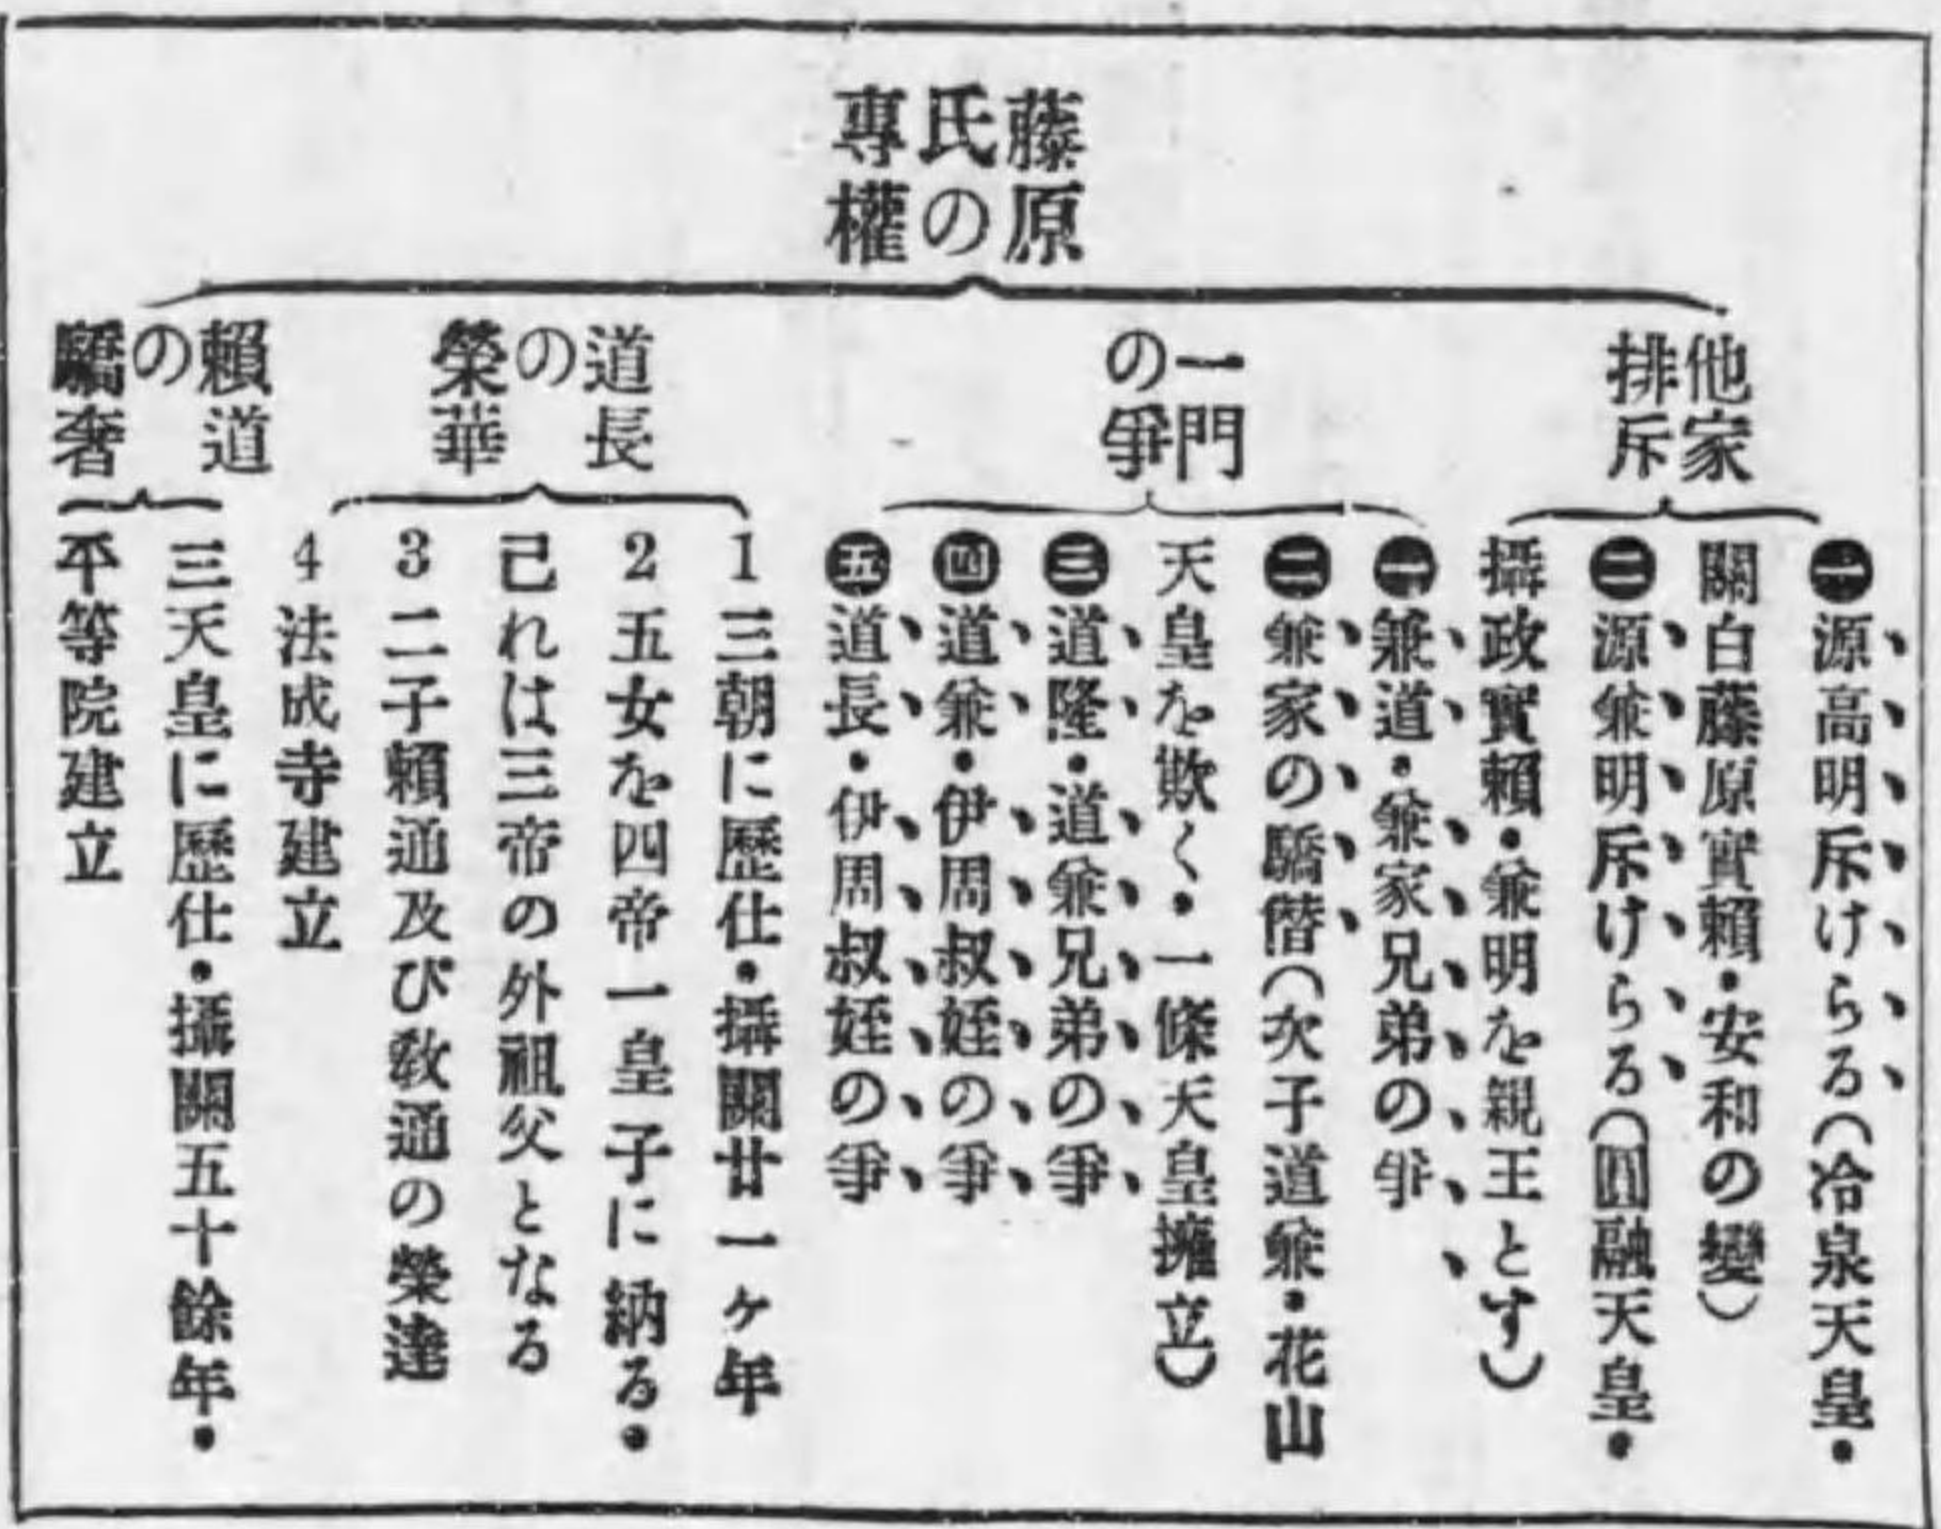 藤原
氏の
專權
他家
排斥
㊀源高明斥けらる（冷泉天皇・
關白藤原實賴・安和の變）
㊁源兼明斥けらる（圓融天皇・
攝政實賴・兼明を親王とす）
一門
の爭
㊀兼道・兼家兄弟の爭
㊁兼家の驕僭（次子道兼・花山
天皇を欺く・一條天皇擁立）
㊂道隆・道兼兄弟の爭
㊃道兼・伊周叔姪の爭
㊄道長・伊周叔姪の爭
道長
の
榮華
1 三朝に歷仕・攝關廿一ヶ年
2 五女を四帝一皇子に納る・
己れは三帝の外祖父となる
3 二子賴通及び敎通の榮達
4 法成寺建立
賴道
の
驕奢
三天皇に歷仕・攝關五十餘年・
平等院建立